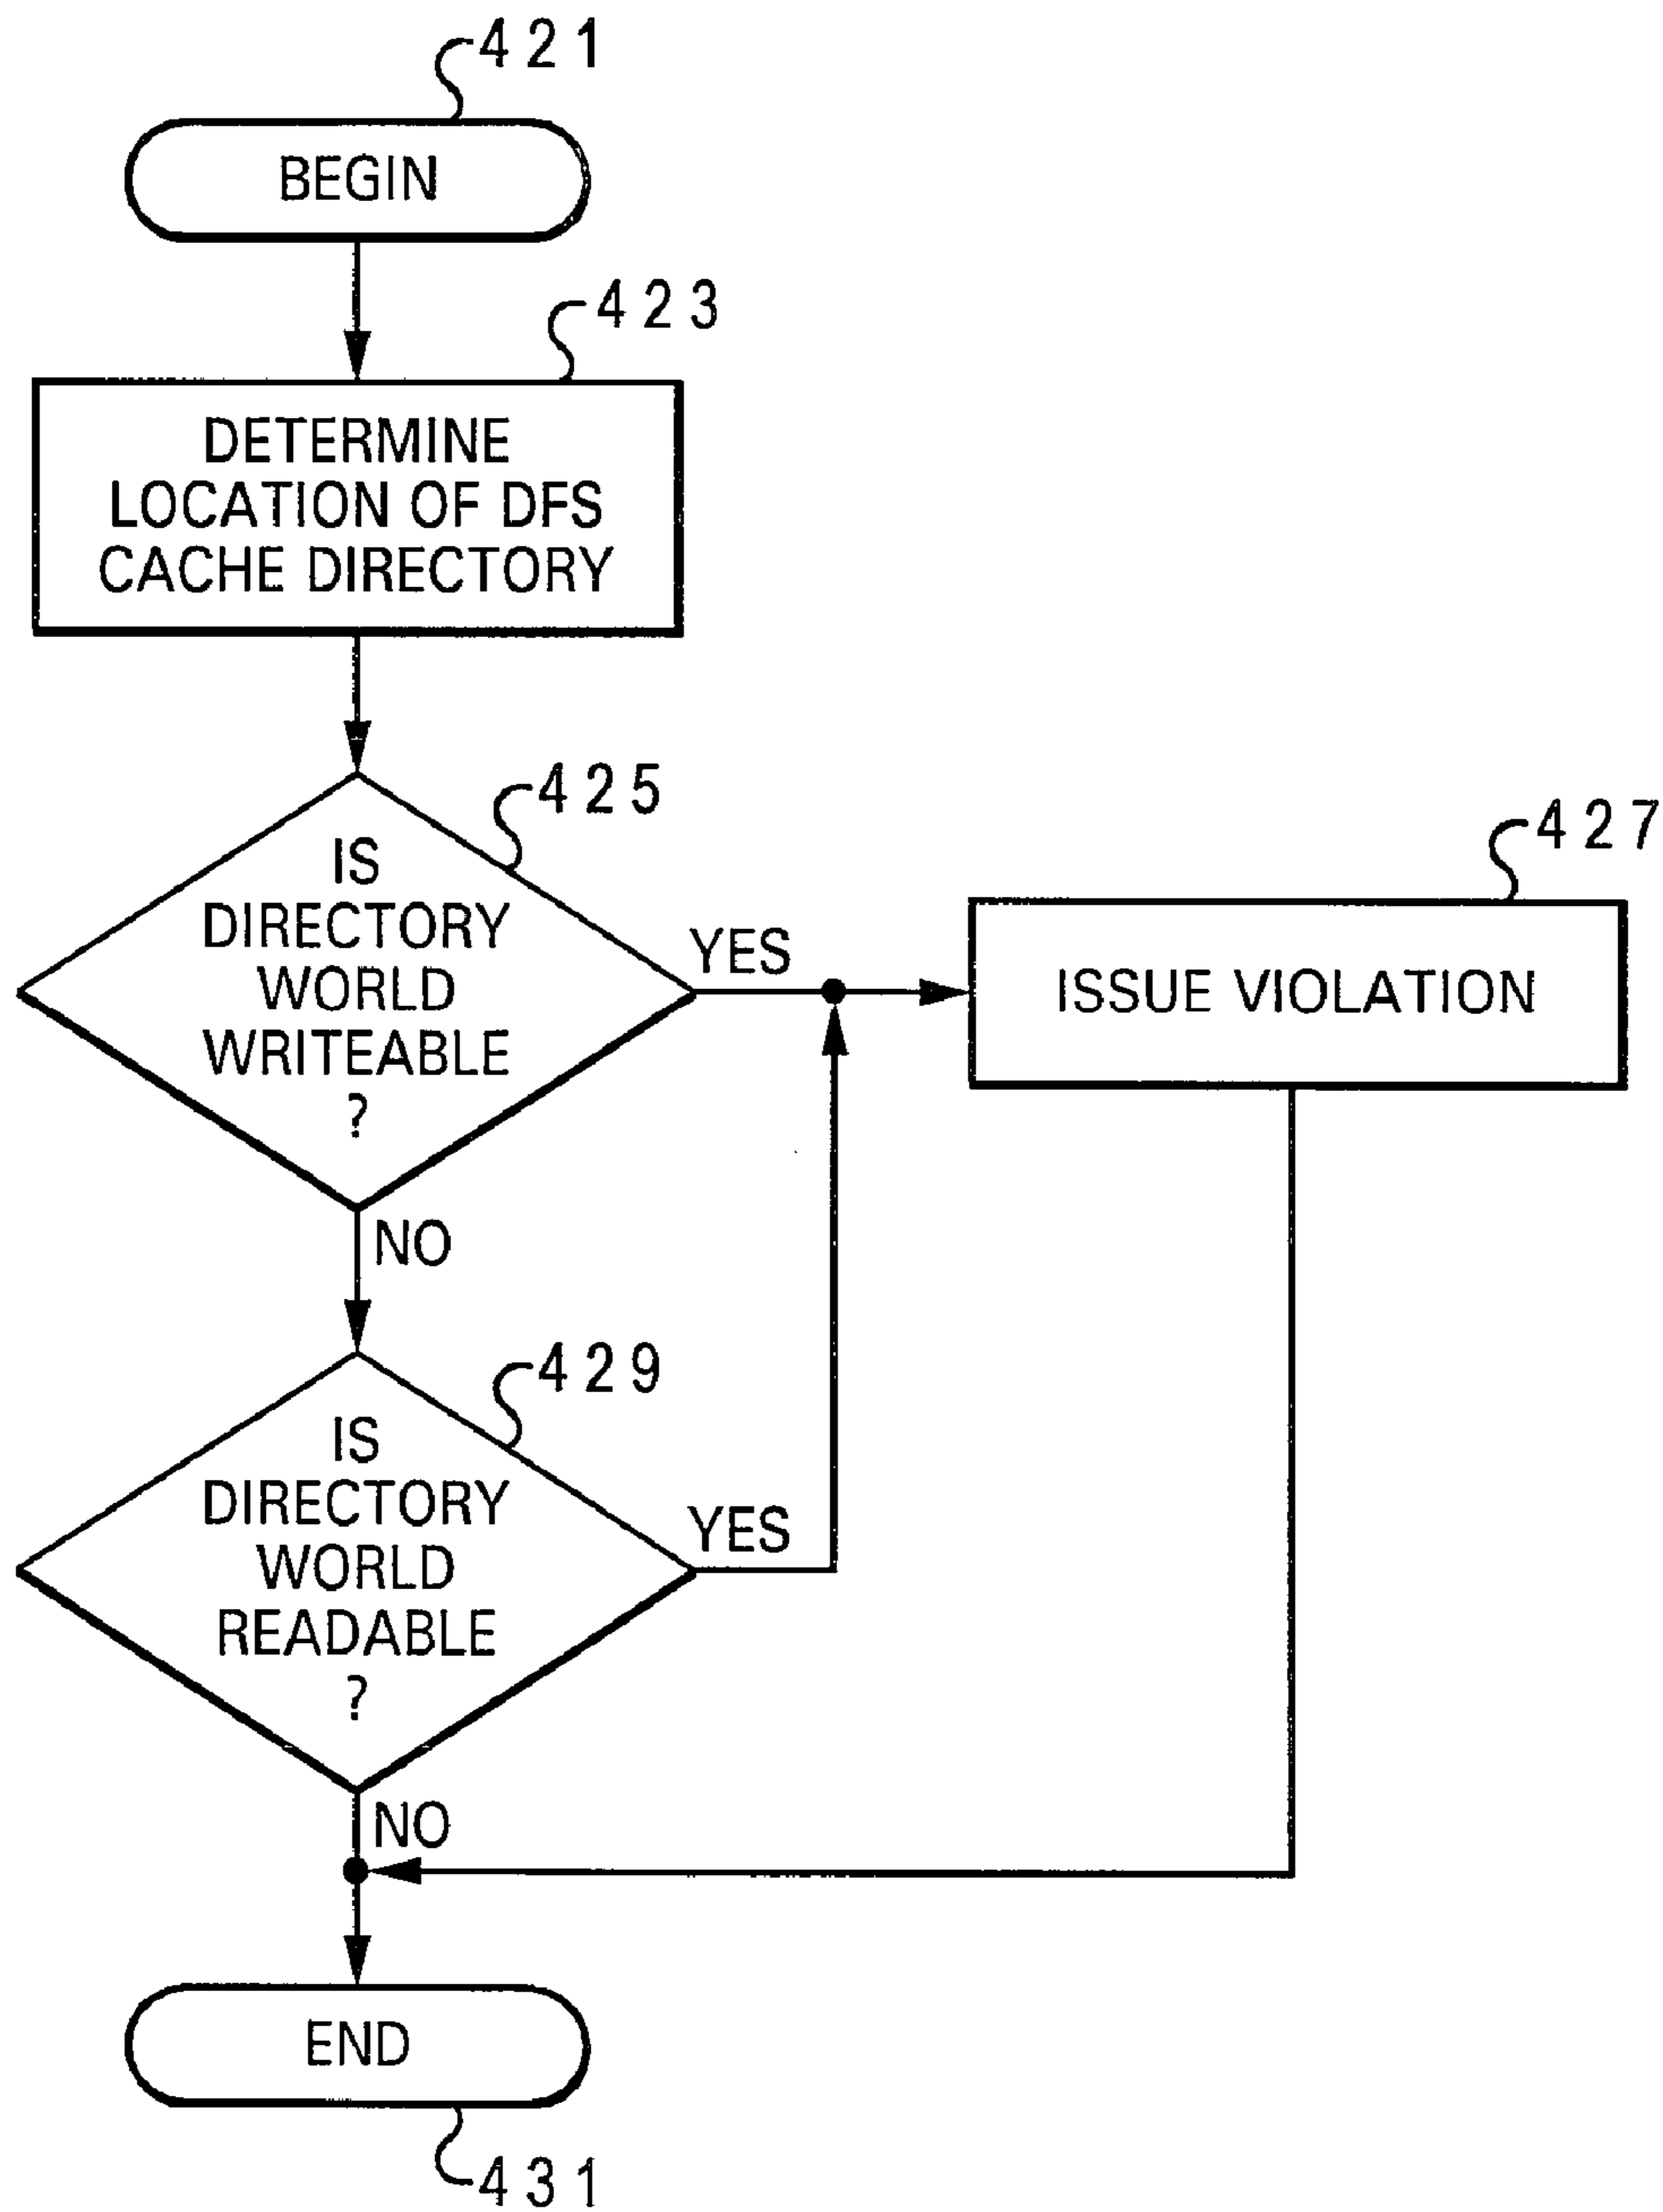 421
BEGIN
423
DETERMINE
LOCATION OF DFS
CACHE DIRECTORY
425
IS
DIRECTORY
WORLD
WRITEABLE
?
YES
427
ISSUE VIOLATION
NO
429
IS
DIRECTORY
WORLD
READABLE
?
YES
NO
END
431